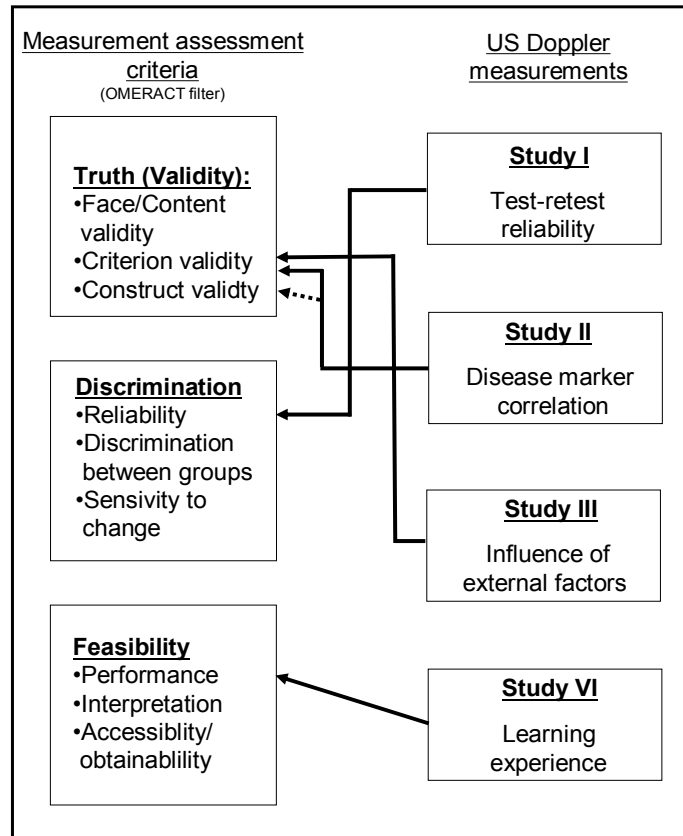 Measurement assessment
criteria
(OMERACT filter)
Truth (Validity):
•Face/Content
validity
•Criterion validity
•Construct validty
Discrimination
•Reliability
•Discrimination
between groups
•Sensivity to
change
Feasibility
•Performance
•Interpretation
•Accessiblity/
obtainablility
US Doppler
measurements
Study I
Test-retest
reliability
Study II
Disease marker
correlation
Study III
Influence of
external factors
Study VI
Learning
experience